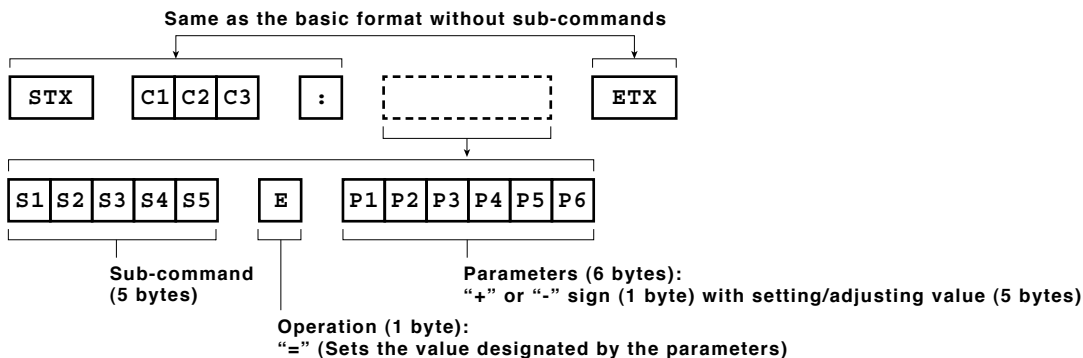 Same as the basic format without sub-commands
STX C1 C2 C3 : ETX
S1 S2 S3 S4 S5 E P1 P2 P3 P4 P5 P6
Sub-command
(5 bytes)
Parameters (6 bytes):
“+” or “-” sign (1 byte) with setting/adjusting value (5 bytes)
Operation (1 byte):
“=” (Sets the value designated by the parameters)